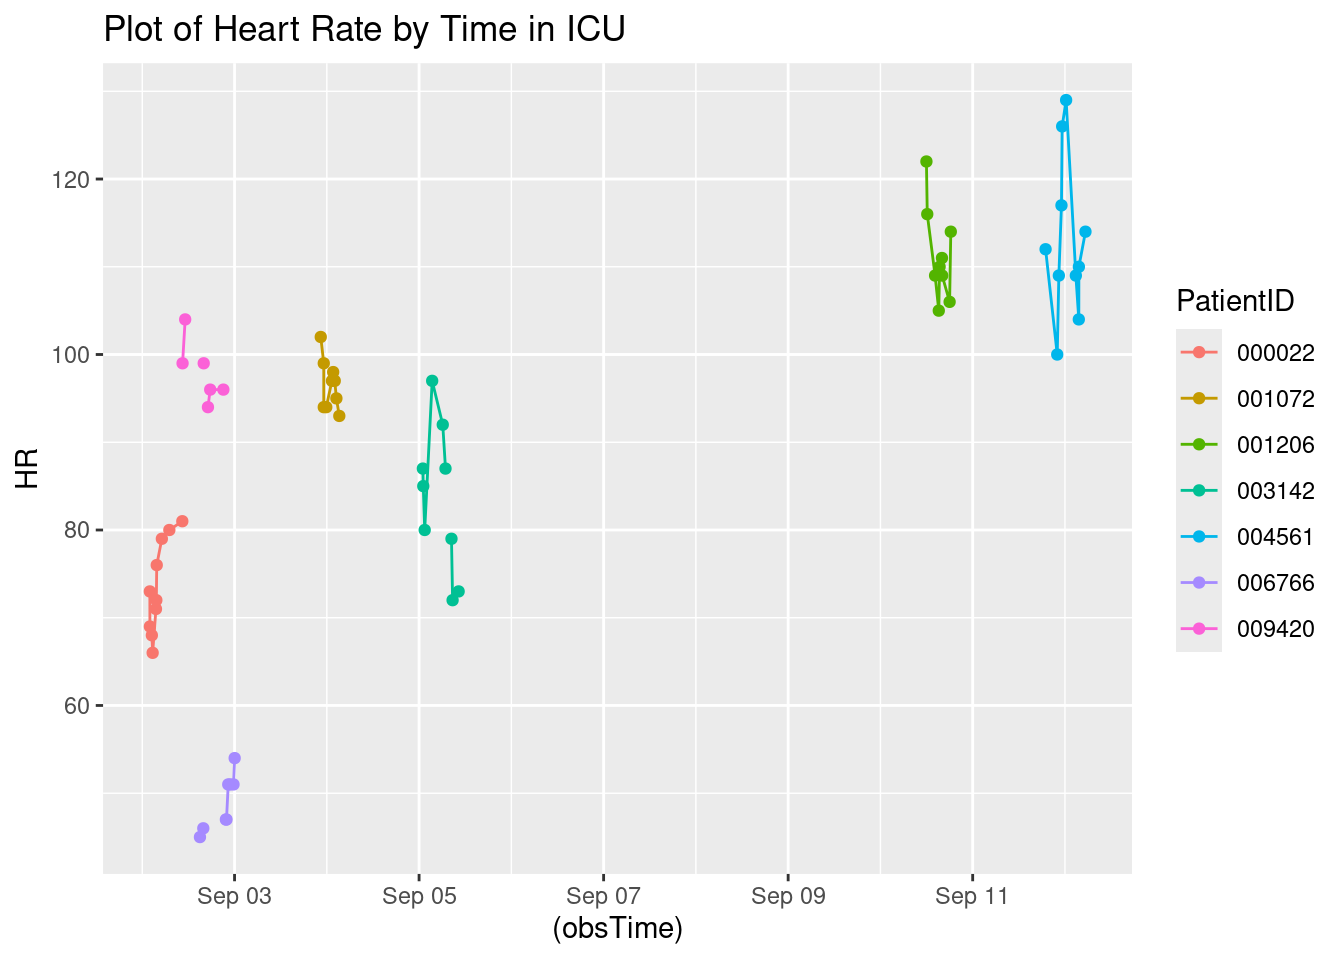 Plot of Heart Rate by Time in ICU
HR
120
100
80
60
Sep 03
Sep 05
Sep 07
Sep 09
Sep 11
(obsTime)
PatientID
000022
001072
001206
003142
004561
006766
009420